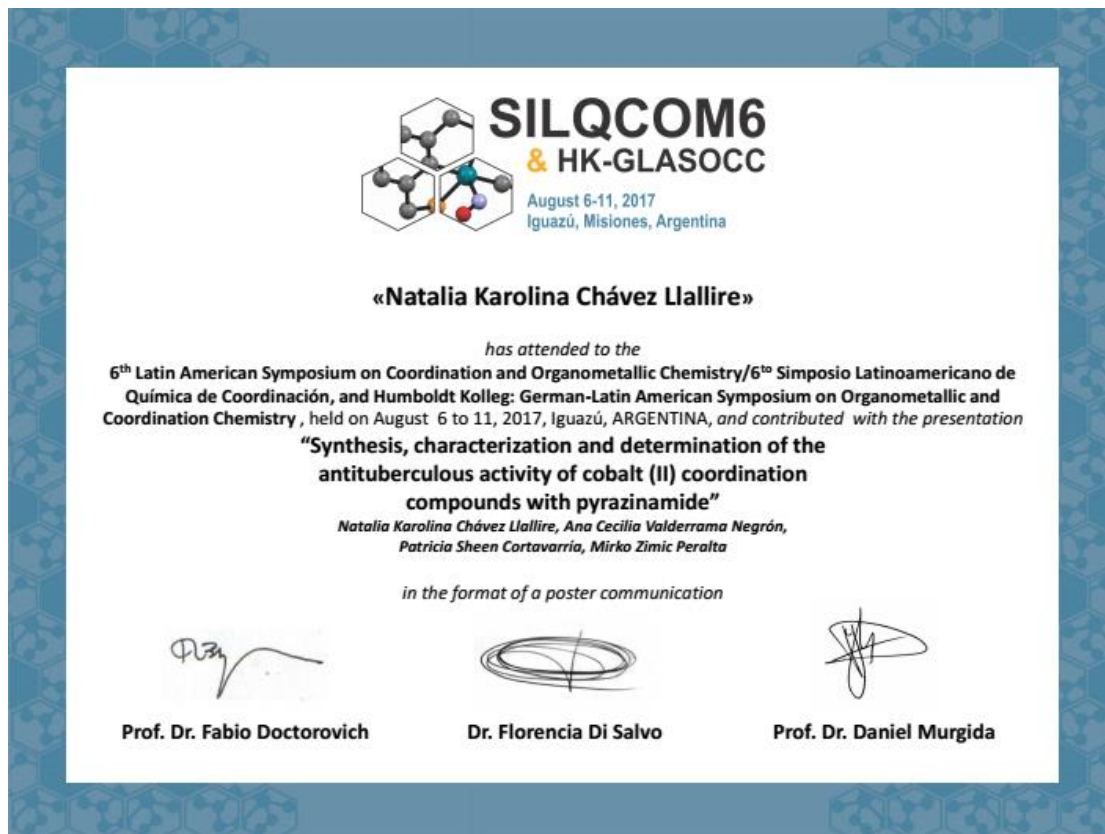 SILQCOM6
& HK-GLASOCC
August 6-11, 2017
Iguazú, Misiones, Argentina
«Natalia Karolina Chávez Llallire»
has attended to the
6th Latin American Symposium on Coordination and Organometallic Chemistry/6to Simposio Latinoamericano de
Química de Coordinación, and Humboldt Kolleg: German-Latin American Symposium on Organometallic and
Coordination Chemistry , held on August 6 to 11, 2017, Iguazú, ARGENTINA, and contributed with the presentation
“Synthesis, characterization and determination of the
antituberculous activity of cobalt (II) coordination
compounds with pyrazinamide”
Natalia Karolina Chávez Llallire, Ana Cecilia Valderrama Negrón,
Patricia Sheen Cortavarría, Mirko Zimic Peralta
in the format of a poster communication
Prof. Dr. Fabio Doctorovich
Dr. Florencia Di Salvo
Prof. Dr. Daniel Murgida